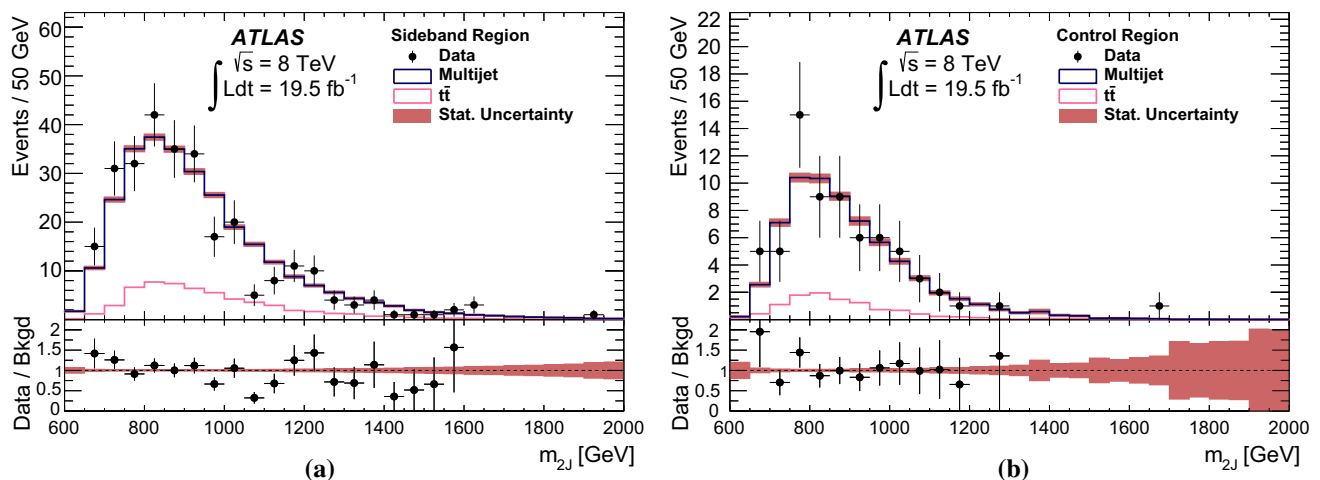 Events / 50 GeV
60
50
40
30
20
10
ATLAS
∫ √s = 8 TeV
Ldt = 19.5 fb⁻¹
Sideband Region
Data
Multijet
tt̄
Stat. Uncertainty
Data / Bkgd
2
1.5
1
0.5
0
600 800 1000 1200 1400 1600 1800 2000
m2J [GeV]
(a)
Events / 50 GeV
22
20
18
16
14
12
10
8
6
4
2
ATLAS
∫ √s = 8 TeV
Ldt = 19.5 fb⁻¹
Control Region
Data
Multijet
tt̄
Stat. Uncertainty
Data / Bkgd
2
1.5
1
0.5
0
600 800 1000 1200 1400 1600 1800 2000
m2J [GeV]
(b)